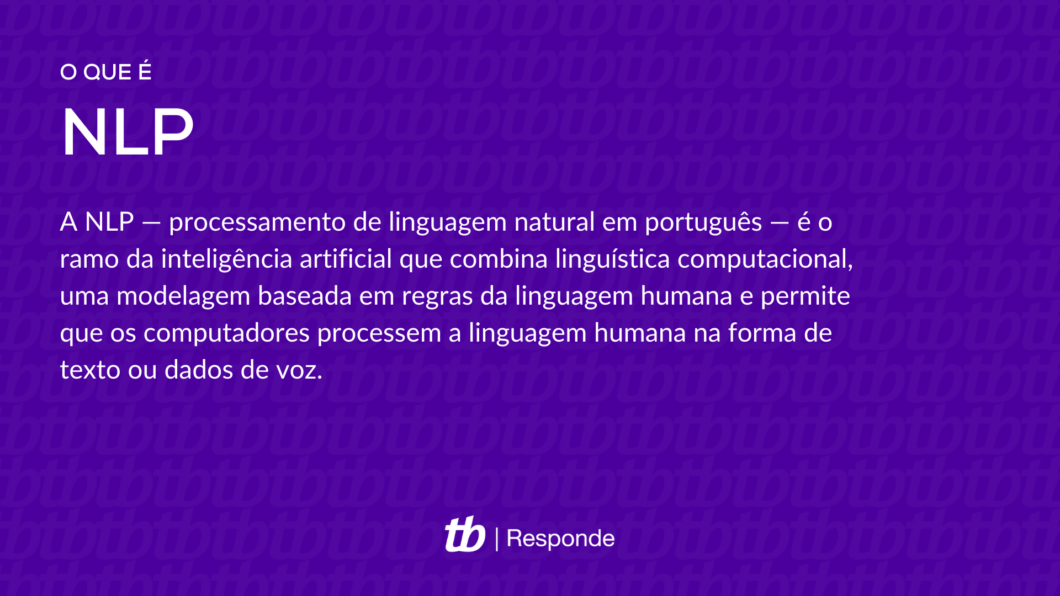 O QUE É
NLP
A NLP — processamento de linguagem natural em português — é o
ramo da inteligência artificial que combina linguística computacional,
uma modelagem baseada em regras da linguagem humana e permite
que os computadores processem a linguagem humana na forma de
texto ou dados de voz.
tb | Responde